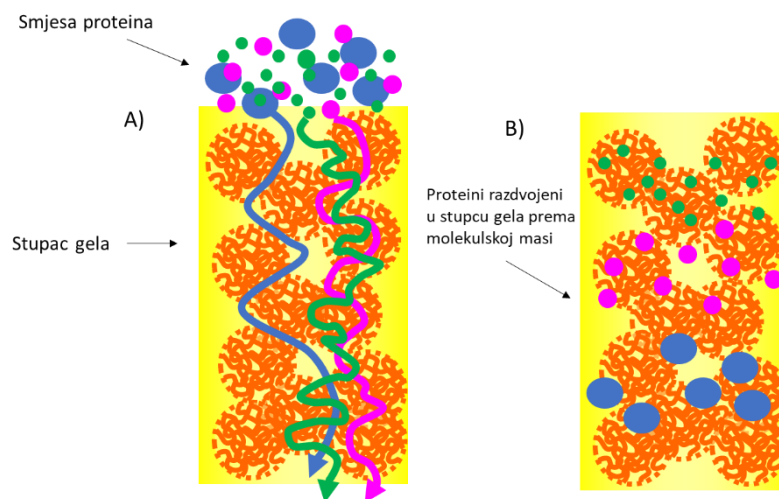 Smjesa proteina
A)
Stupac gela
B)
Proteini razdvojeni
u stupcu gela prema
molekulskoj masi